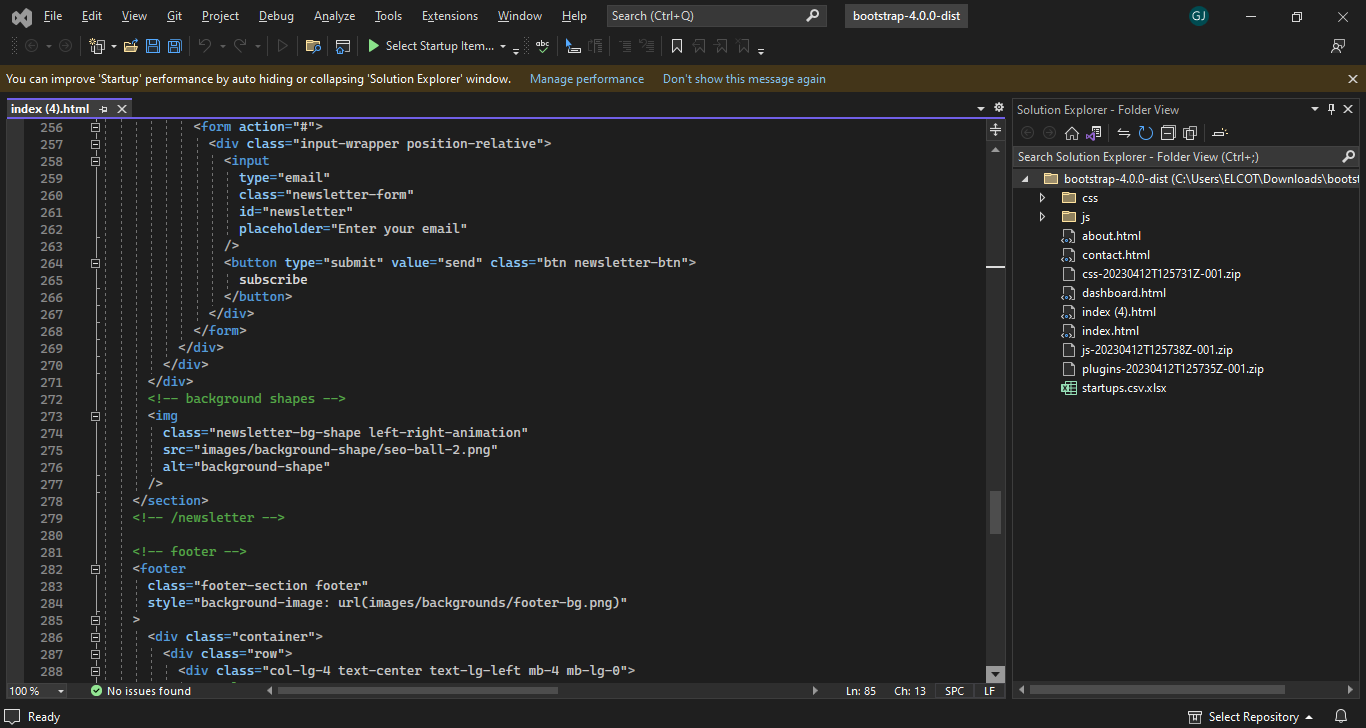 File Edit View Git Project Debug Analyze Tools Extensions Window Help Search (Ctrl+Q) bootstrap-4.0.0-dist GJ
Select Startup Item...
You can improve 'Startup' performance by auto hiding or collapsing 'Solution Explorer' window. Manage performance Don't show this message again
index (4).html
256 <form action="#">
257 <div class="input-wrapper position-relative">
258 <input
259 type="email"
260 class="newsletter-form"
261 id="newsletter"
262 placeholder="Enter your email"
263 />
264 <button type="submit" value="send" class="btn newsletter-btn">
265 subscribe
266 </button>
267 </div>
268 </form>
269 </div>
270 </div>
271 </div>
272 <!-- background shapes -->
273 <img
274 class="newsletter-bg-shape left-right-animation"
275 src="images/background-shape/seo-ball-2.png"
276 alt="background-shape"
277 />
278 </section>
279 <!-- /newsletter -->
280
281 <!-- footer -->
282 <footer
283 class="footer-section footer"
284 style="background-image: url(images/backgrounds/footer-bg.png)"
285 >
286 <div class="container">
287 <div class="row">
288 <div class="col-lg-4 text-center text-lg-left mb-4 mb-lg-0">
100 % No issues found Ln: 85 Ch: 13 SPC LF
Solution Explorer - Folder View
Search Solution Explorer - Folder View (Ctrl+;)
bootstrap-4.0.0-dist (C:\Users\ELCOT\Downloads\bootst
css
js
about.html
contact.html
css-20230412T125731Z-001.zip
dashboard.html
index (4).html
index.html
js-20230412T125738Z-001.zip
plugins-20230412T125735Z-001.zip
startups.csv.xlsx
Ready Select Repository